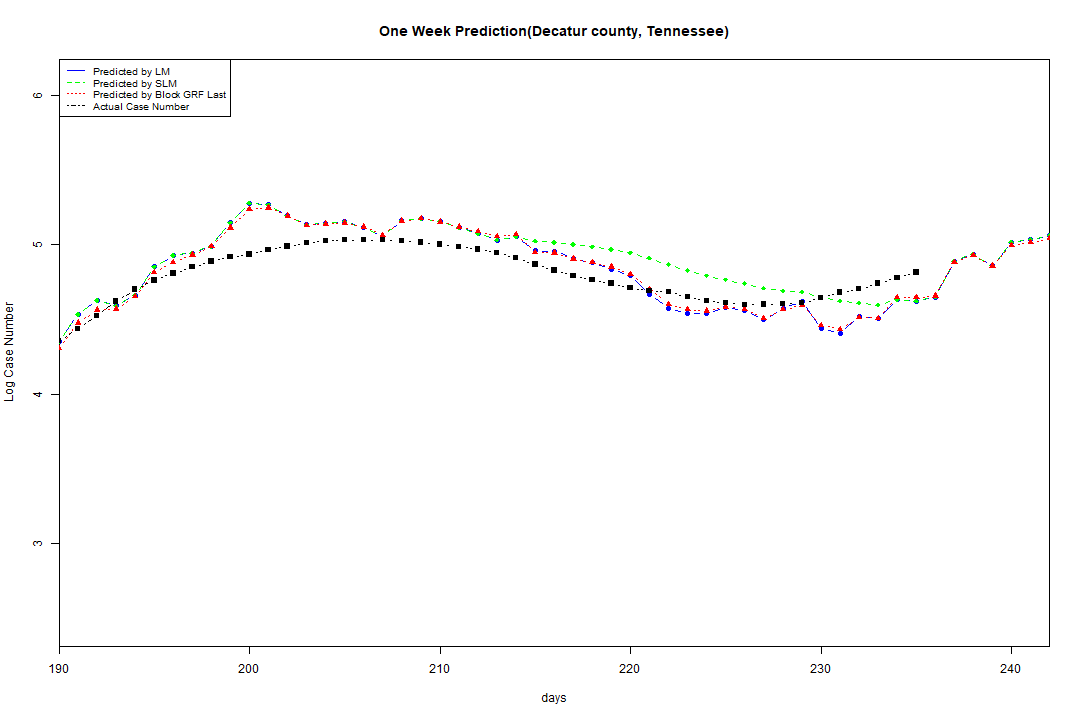 One Week Prediction(Decatur county, Tennessee)
Predicted by LM
Predicted by SLM
Predicted by Block GRF Last
Actual Case Number
6
5
4
3
Log Case Number
190 200 210 220 230 240
days